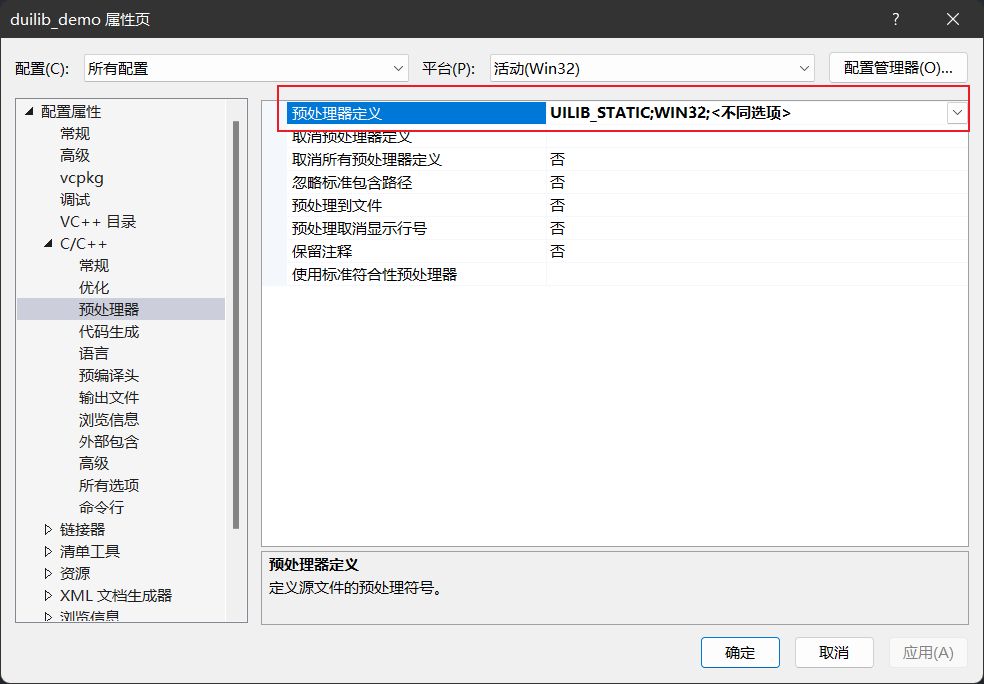 duilib_demo 属性页
?
配置(C):
所有配置
平台(P):
活动(Win32)
配置管理器(O)...
配置属性
常规
高级
vcpkg
调试
VC++ 目录
C/C++
常规
优化
预处理器
代码生成
语言
预编译头
输出文件
浏览信息
外部包含
高级
所有选项
命令行
链接器
清单工具
资源
XML 文档生成器
浏览信息
预处理器定义 UILIB_STATIC;WIN32;<不同选项>
取消预处理器定义
取消所有预处理器定义 否
忽略标准包含路径 否
预处理到文件 否
预处理取消显示行号 否
保留注释 否
使用标准符合性预处理器
预处理器定义
定义源文件的预处理符号。
确定
取消
应用(A)